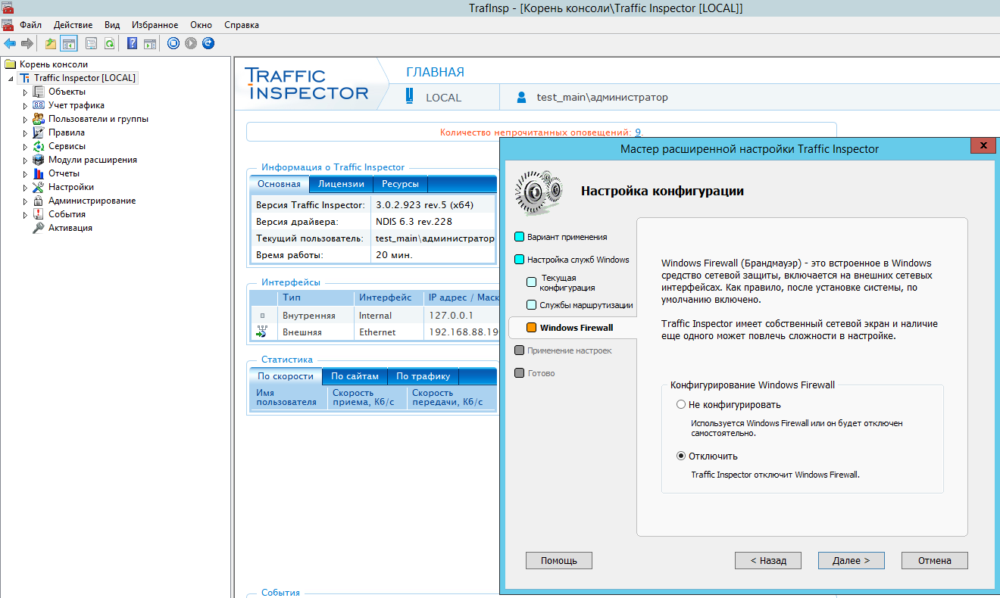 TrafInsp - [Корень консоли\Traffic Inspector [LOCAL]]
Файл Действие Вид Избранное Окно Справка
Корень консоли
Traffic Inspector [LOCAL]
Объекты
Учет трафика
Пользователи и группы
Правила
Сервисы
Модули расширения
Отчеты
Настройки
Администрирование
События
Активация
TRAFFIC
INSPECTOR
ГЛАВНАЯ
LOCAL test_main\администратор
Количество непрочитанных оповещений: 9.
Информация о Traffic Inspector
Основная Лицензии Ресурсы
Версия Traffic Inspector: 3.0.2.923 rev.5 (x64)
Версия драйвера: NDIS 6.3 rev.228
Текущий пользователь: test_main\администратор
Время работы: 20 мин.
Интерфейсы
Тип Интерфейс IP адрес / Маск
Внутренняя Internal 127.0.0.1
Внешняя Ethernet 192.168.88.19
Статистика
По скорости По сайтам По трафику
Имя пользователя Скорость приема, Кб/с Скорость передачи, Кб/с
События
Мастер расширенной настройки Traffic Inspector
x
Настройка конфигурации
Вариант применения
Настройка служб Windows
Текущая
конфигурация
Службы маршрутизации
Windows Firewall
Применение настроек
Готово
Windows Firewall (Брандмауэр) - это встроенное в Windows
средство сетевой защиты, включается на внешних сетевых
интерфейсах. Как правило, после установке системы, по
умолчанию включено.
Traffic Inspector имеет собственный сетевой экран и наличие
еще одного может повлечь сложности в настройке.
Конфигурирование Windows Firewall
Не конфигурировать
Используется Windows Firewall или он будет отключен
самостоятельно.
Отключить
Traffic Inspector отключит Windows Firewall.
Помощь < Назад Далее > Отмена